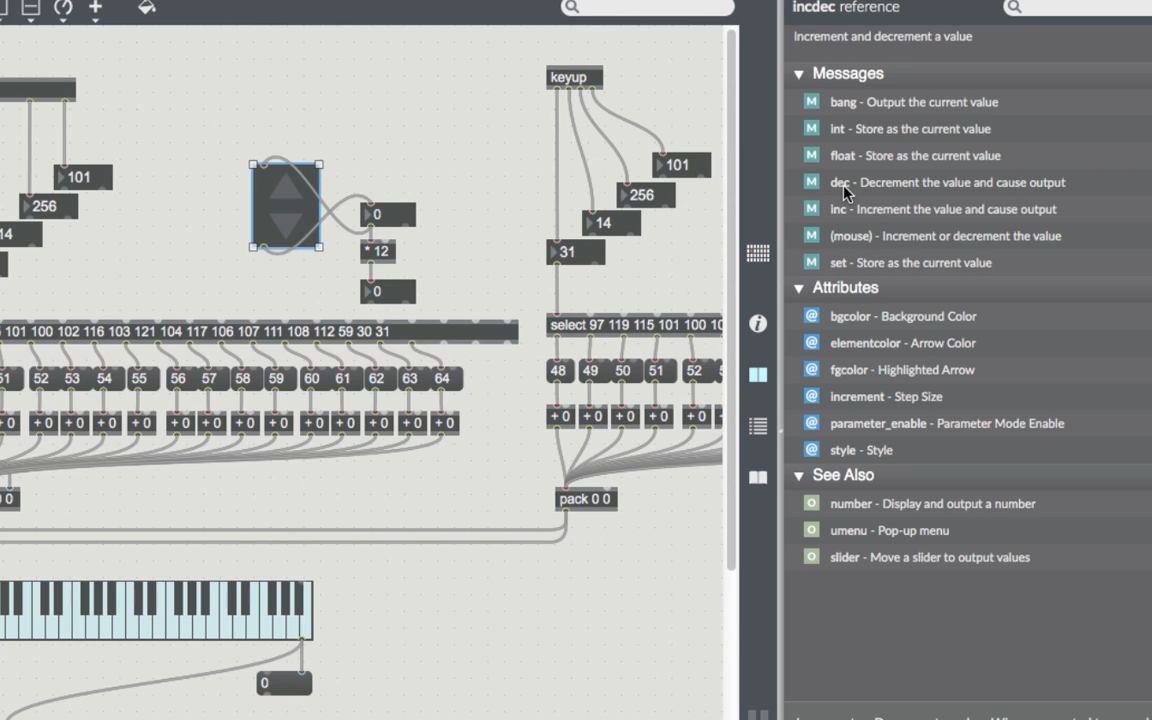 incdec reference
Increment and decrement a value
keyup
Messages
bang - Output the current value
int - Store as the current value
float - Store as the current value
dec - Decrement the value and cause output
inc - Increment the value and cause output
(mouse) - Increment or decrement the value
set - Store as the current value
Attributes
bgcolor - Background Color
elementcolor - Arrow Color
fgcolor - Highlighted Arrow
increment - Step Size
parameter_enable - Parameter Mode Enable
style - Style
See Also
number - Display and output a number
umenu - Pop-up menu
slider - Move a slider to output values
101
256
14
101
256
14
31
0
* 12
0
101 100 102 116 103 121 104 117 106 107 111 108 112 59 30 31
select 97 119 115 101 100 10
51 52 53 54 55 56 57 58 59 60 61 62 63 64
48 49 50 51 52
+ 0 + 0 + 0 + 0 + 0 + 0 + 0 + 0 + 0 + 0 + 0 + 0 + 0 + 0
+ 0 + 0 + 0 + 0 + 0 +
0 0
pack 0 0
0